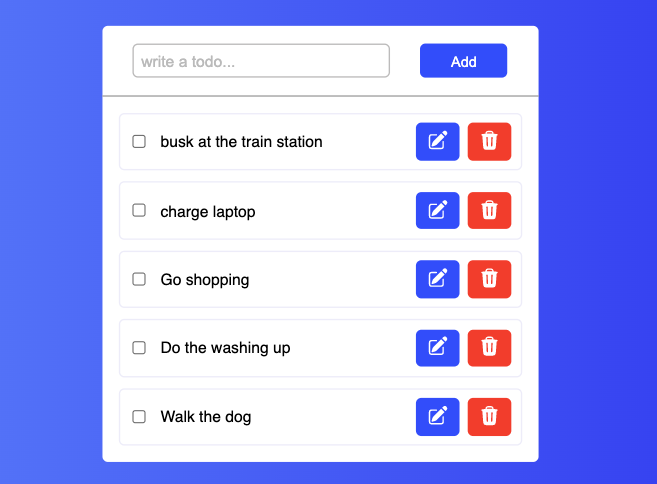 write a todo...
Add
busk at the train station
charge laptop
Go shopping
Do the washing up
Walk the dog